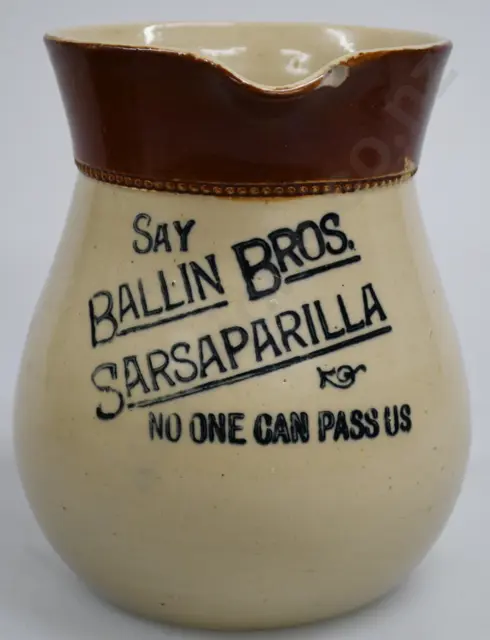 SAY
BALLIN BROS.
SARSAPARILLA
NO ONE CAN PASS US